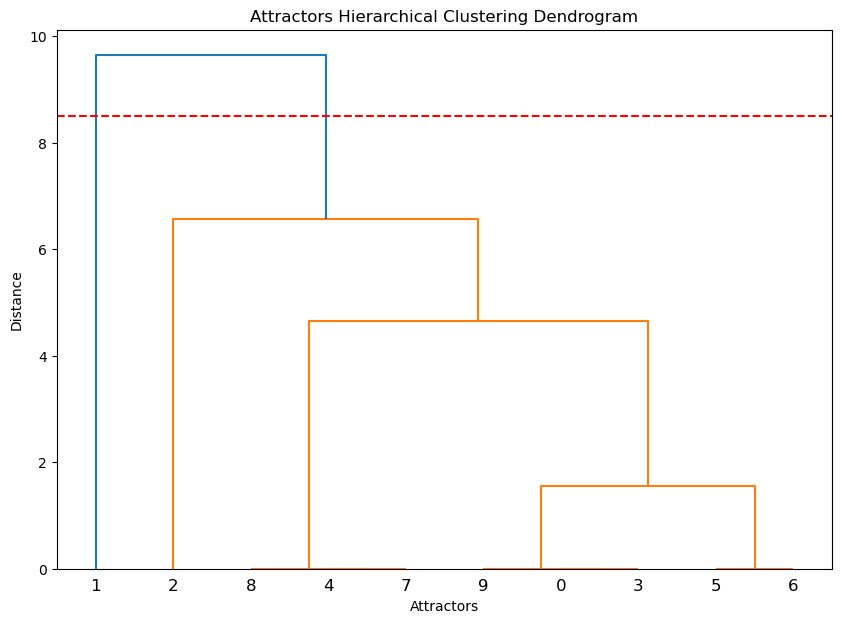 Attractors Hierarchical Clustering Dendrogram
10
8
6
4
2
0
Distance
1 2 8 4 7 9 0 3 5 6
Attractors